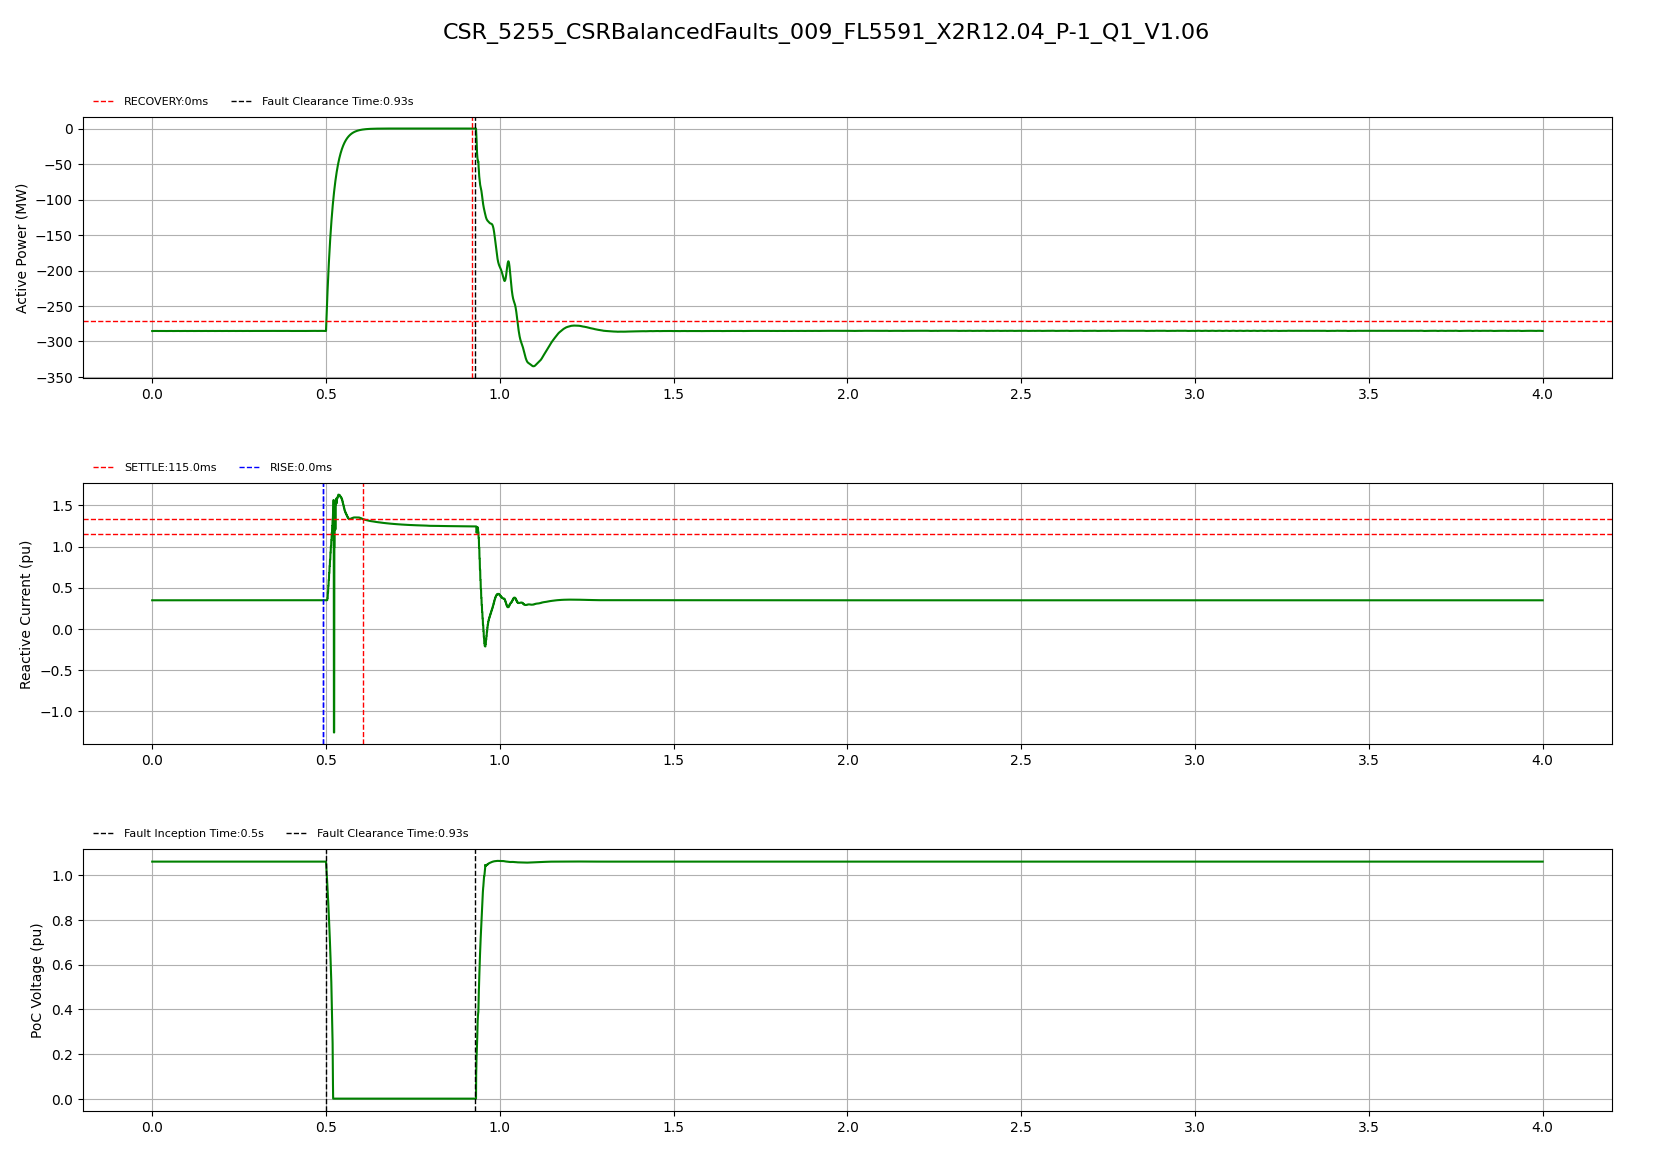 CSR_5255_CSRBalancedFaults_009_FL5591_X2R12.04_P-1_Q1_V1.06
RECOVERY:0ms Fault Clearance Time:0.93s
Active Power (MW)
0
−50
−100
−150
−200
−250
−300
−350
0.0 0.5 1.0 1.5 2.0 2.5 3.0 3.5 4.0
SETTLE:115.0ms RISE:0.0ms
Reactive Current (pu)
1.5
1.0
0.5
0.0
−0.5
−1.0
0.0 0.5 1.0 1.5 2.0 2.5 3.0 3.5 4.0
Fault Inception Time:0.5s Fault Clearance Time:0.93s
PoC Voltage (pu)
1.0
0.8
0.6
0.4
0.2
0.0
0.0 0.5 1.0 1.5 2.0 2.5 3.0 3.5 4.0